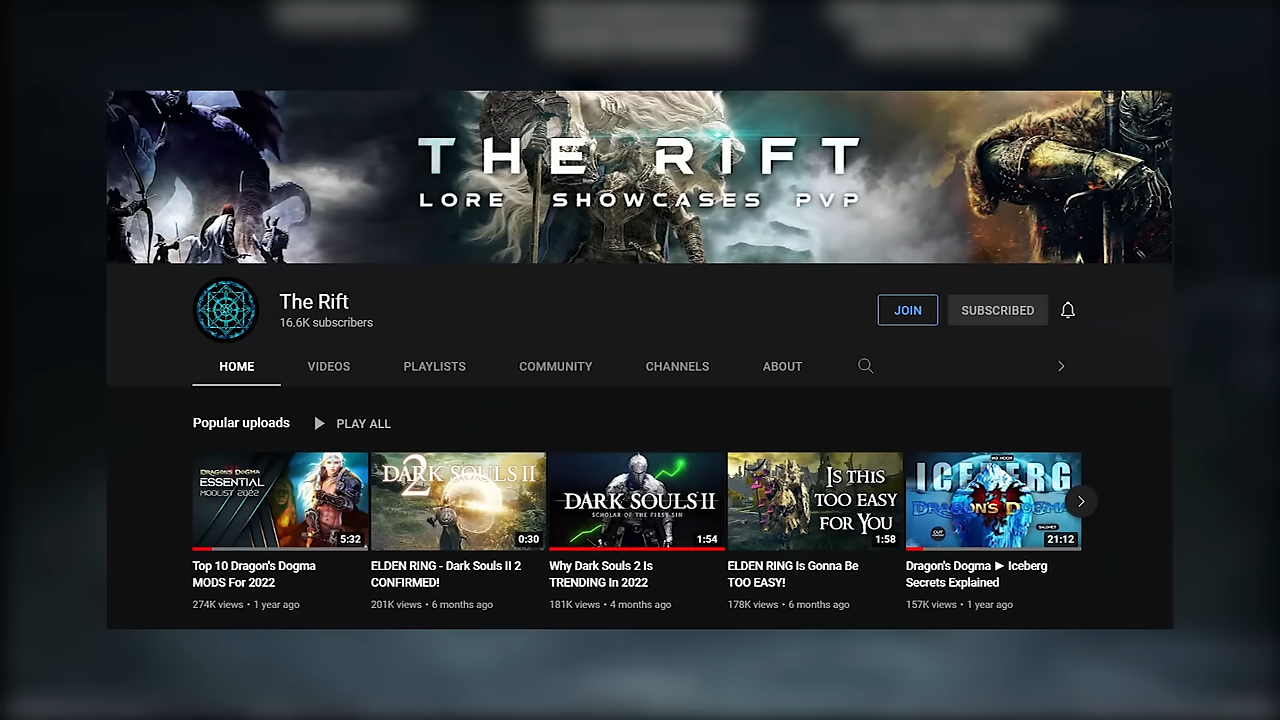 THE RIFT
LORE SHOWCASES PVP
The Rift
16.6K subscribers
JOIN
SUBSCRIBED
HOME
VIDEOS
PLAYLISTS
COMMUNITY
CHANNELS
ABOUT
Popular uploads
PLAY ALL
DRAGON'S DOGMA
ESSENTIAL
MODLIST 2022
5:32
DARK SOULS II
2
0:30
DARK SOULS II
SCHOLAR OF THE FIRST SIN
1:54
IS THIS
TOO EASY
FOR YOU
1:58
ICEBERG
DRAGON'S DOGMA
21:12
Top 10 Dragon's Dogma
MODS For 2022
274K views • 1 year ago
ELDEN RING - Dark Souls II 2
CONFIRMED!
201K views • 6 months ago
Why Dark Souls 2 Is
TRENDING In 2022
181K views • 4 months ago
ELDEN RING Is Gonna Be
TOO EASY!
178K views • 6 months ago
Dragon's Dogma ► Iceberg
Secrets Explained
157K views • 1 year ago